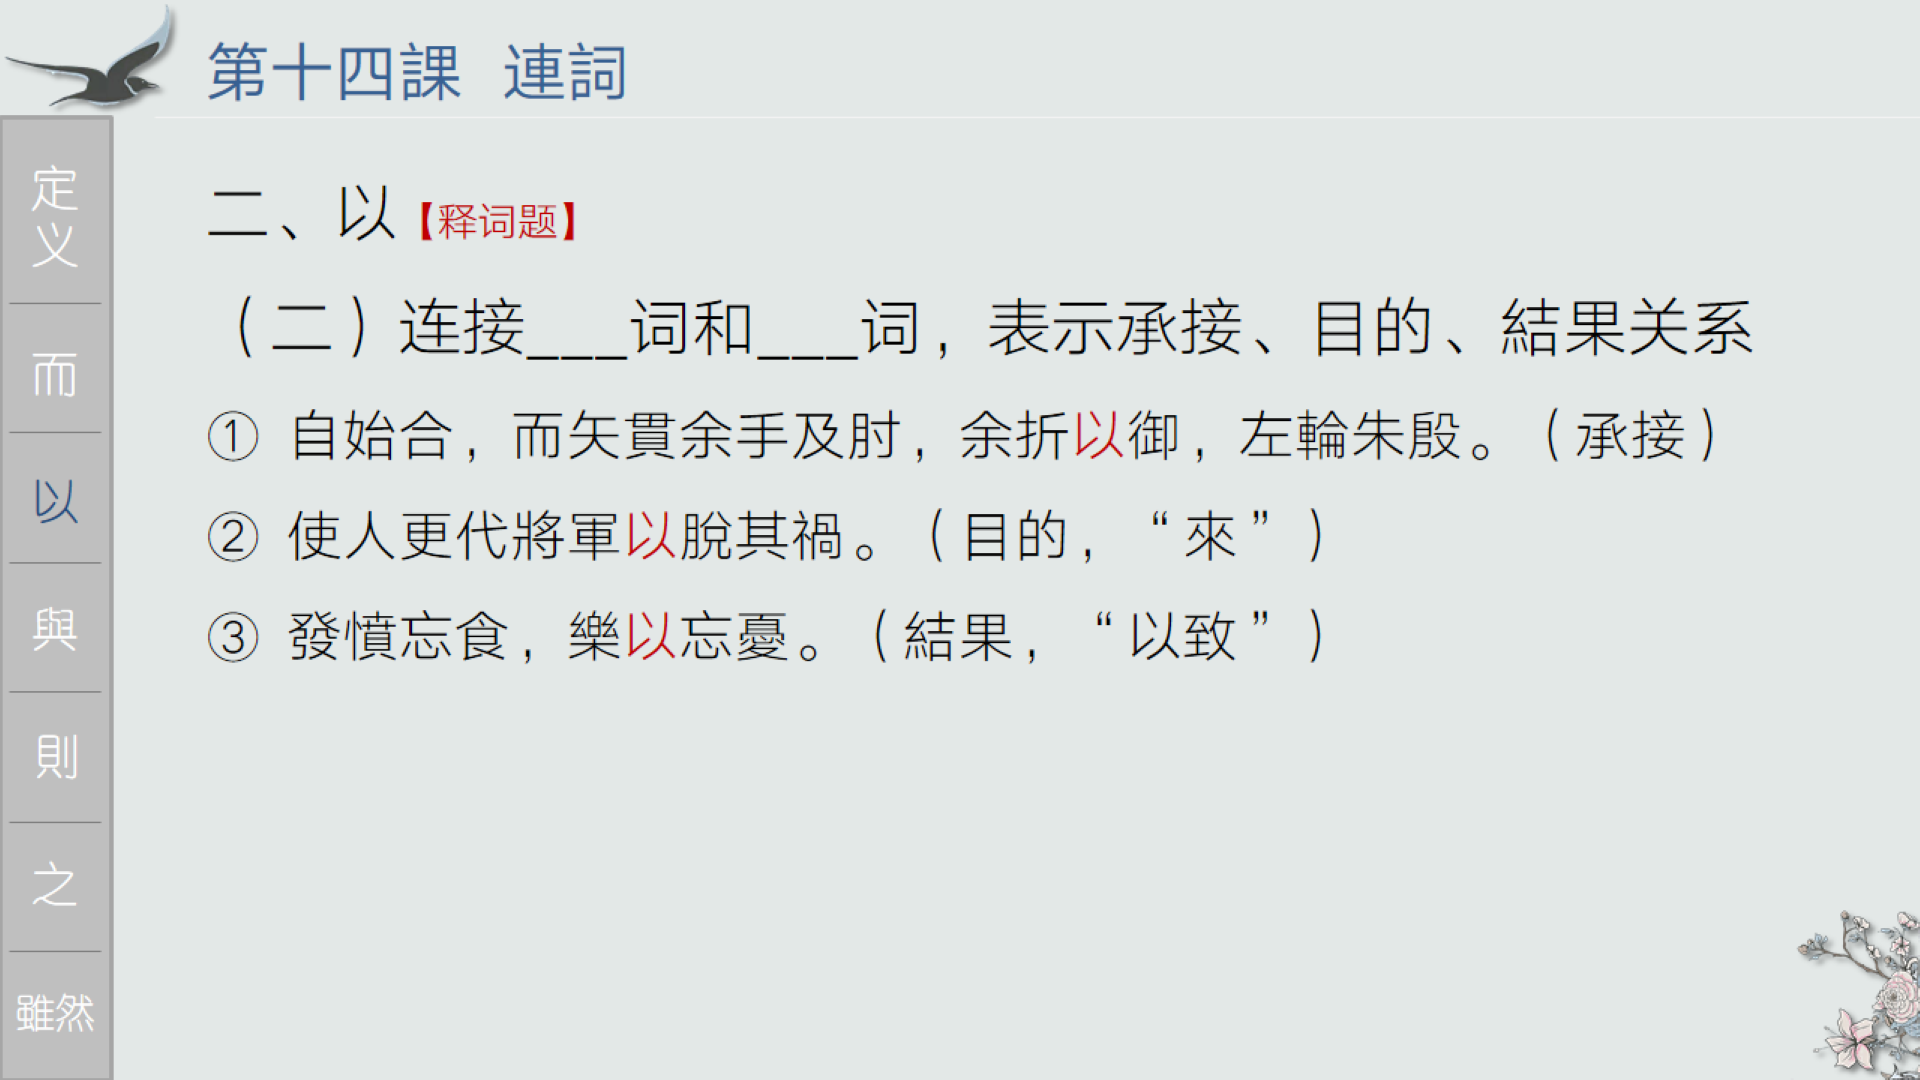 第十四課 連詞
定义
而
以
與
則
之
雖然
二、以【释词题】
（二）连接___词和___词，表示承接、目的、結果关系
① 自始合，而矢貫余手及肘，余折以御，左輪朱殷。（承接）
② 使人更代將軍以脫其禍。（目的，“來”）
③ 發憤忘食，樂以忘憂。（結果，“以致”）